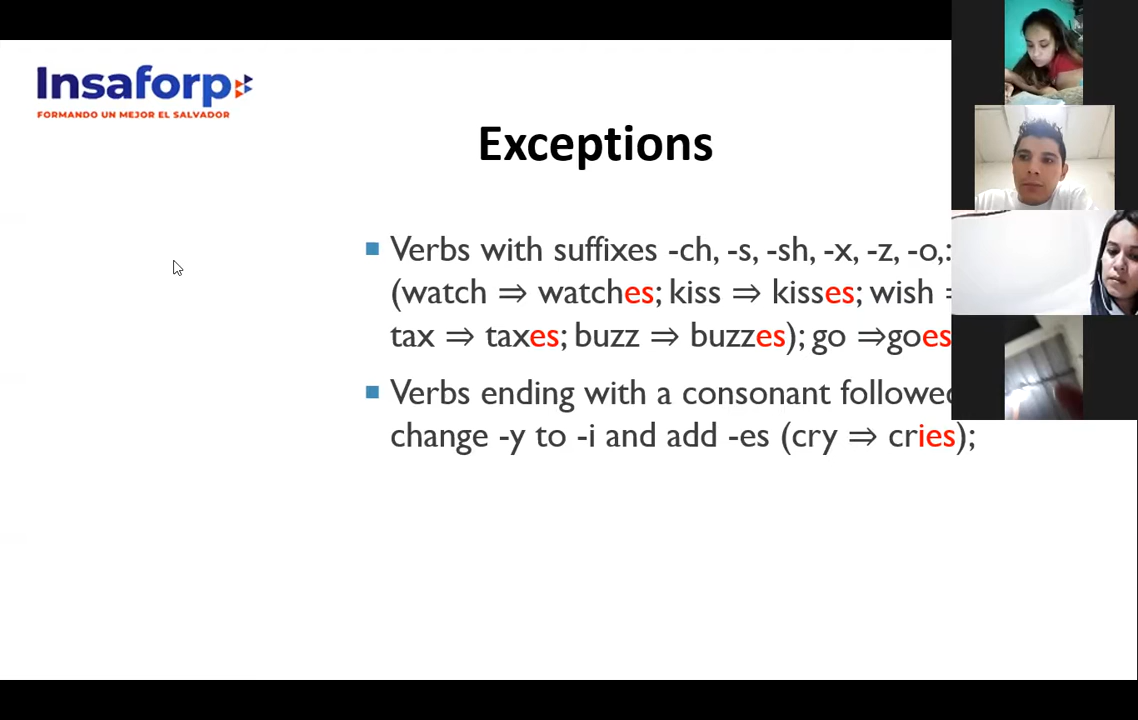 Insaforp
FORMANDO UN MEJOR EL SALVADOR
Exceptions
Verbs with suffixes -ch, -s, -sh, -x, -z, -o,:
(watch ⇒ watches; kiss ⇒ kisses; wish
tax ⇒ taxes; buzz ⇒ buzzes); go ⇒goes
Verbs ending with a consonant
change -y to -i and add -es (cry ⇒ cries);